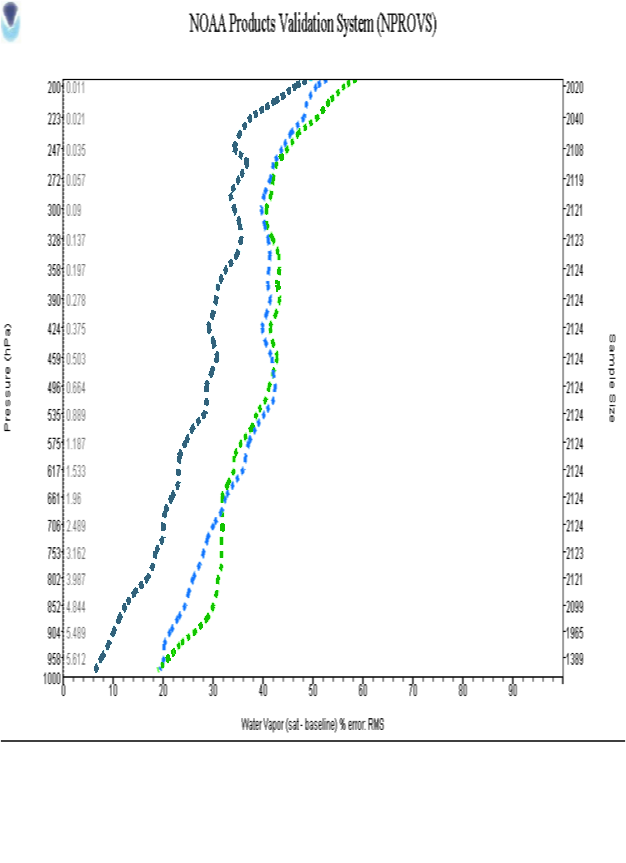 NOAA Products Validation System (NPROVS)
200 0.011 2020
223 0.021 2040
247 0.035 2108
272 0.057 2119
300 0.09 2121
328 0.137 2123
358 0.197 2124
390 0.278 2124
424 0.375 2124
459 0.503 2124
496 0.664 2124
535 0.889 2124
575 1.187 2124
617 1.533 2124
661 1.96 2124
706 2.489 2124
753 3.162 2123
802 3.987 2121
852 4.844 2099
904 5.489 1965
958 5.612 1389
1000
Pressure (hPa)
Sample Size
0 10 20 30 40 50 60 70 80 90
Water Vapor (sat - baseline) % error: RMS